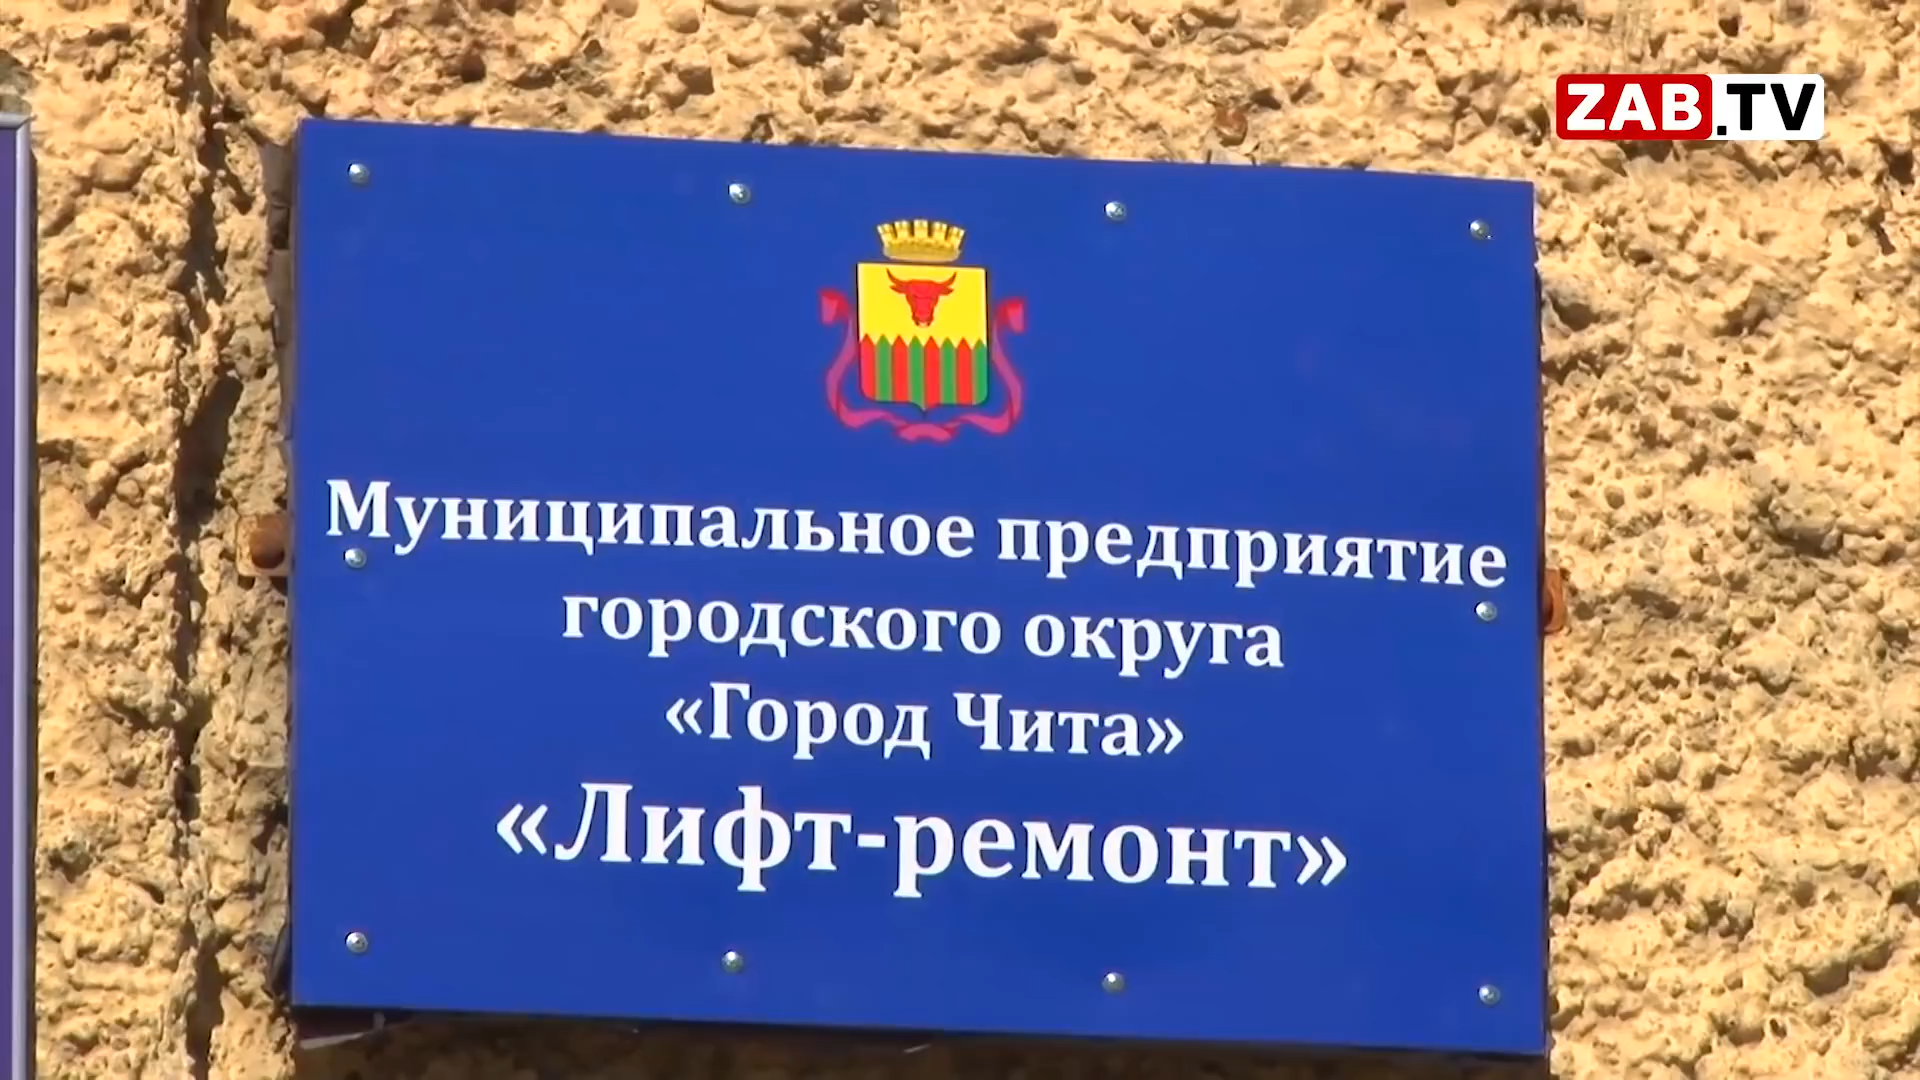 ZAB.TV
Муниципальное предприятие
городского округа
«Город Чита»
«Лифт-ремонт»